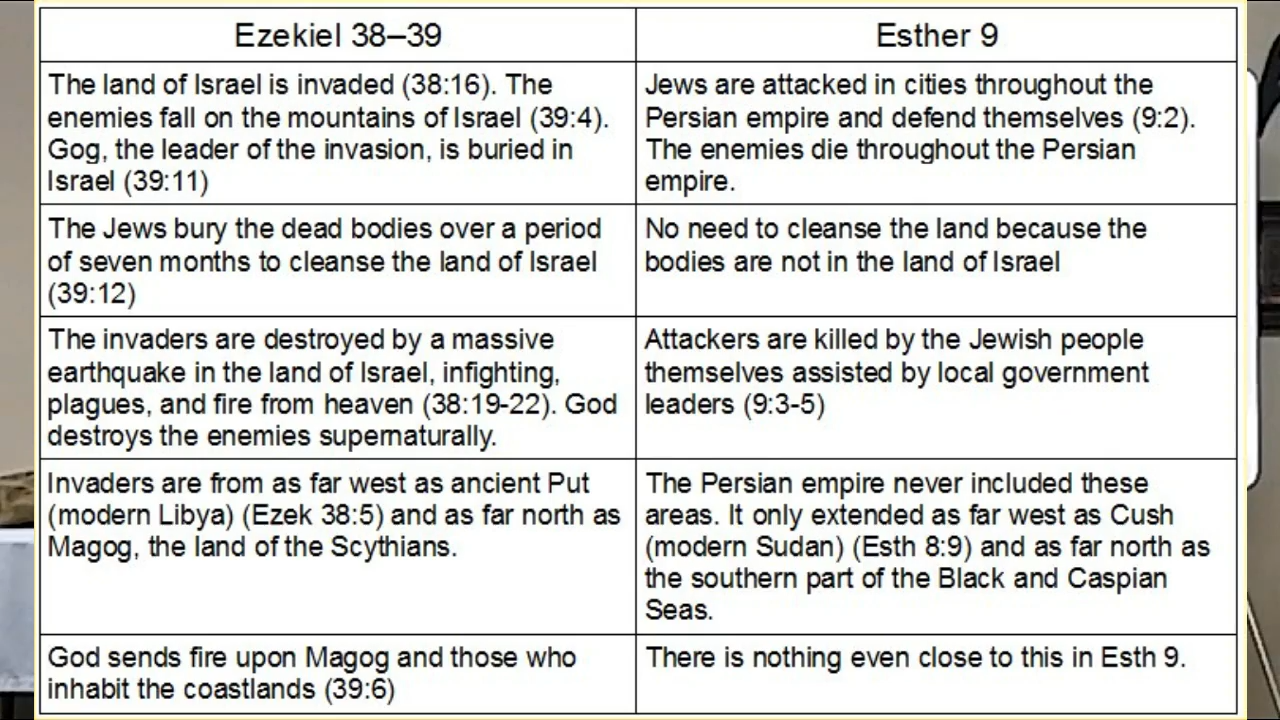 Ezekiel 38–39
Esther 9
The land of Israel is invaded (38:16). The
enemies fall on the mountains of Israel (39:4).
Gog, the leader of the invasion, is buried in
Israel (39:11)
Jews are attacked in cities throughout the
Persian empire and defend themselves (9:2).
The enemies die throughout the Persian
empire.
The Jews bury the dead bodies over a period
of seven months to cleanse the land of Israel
(39:12)
No need to cleanse the land because the
bodies are not in the land of Israel
The invaders are destroyed by a massive
earthquake in the land of Israel, infighting,
plagues, and fire from heaven (38:19-22). God
destroys the enemies supernaturally.
Attackers are killed by the Jewish people
themselves assisted by local government
leaders (9:3-5)
Invaders are from as far west as ancient Put
(modern Libya) (Ezek 38:5) and as far north as
Magog, the land of the Scythians.
The Persian empire never included these
areas. It only extended as far west as Cush
(modern Sudan) (Esth 8:9) and as far north as
the southern part of the Black and Caspian
Seas.
God sends fire upon Magog and those who
inhabit the coastlands (39:6)
There is nothing even close to this in Esth 9.